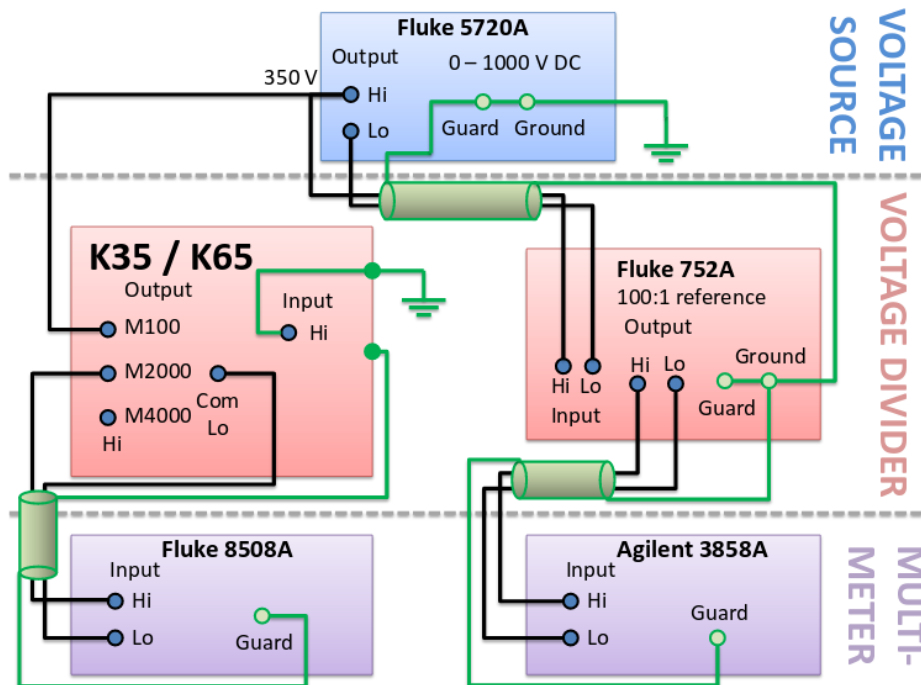 Fluke 5720A
Output
0 – 1000 V DC
350 V
Hi
Lo
Guard
Ground
VOLTAGE
SOURCE
K35 / K65
Output
M100
Input
Hi
M2000
M4000
Hi
Com
Lo
Fluke 752A
100:1 reference
Output
Hi
Lo
Ground
Hi
Lo
Input
Guard
VOLTAGE DIVIDER
Fluke 8508A
Input
Hi
Lo
Guard
Agilent 3858A
Input
Hi
Lo
Guard
MULTI-
METER